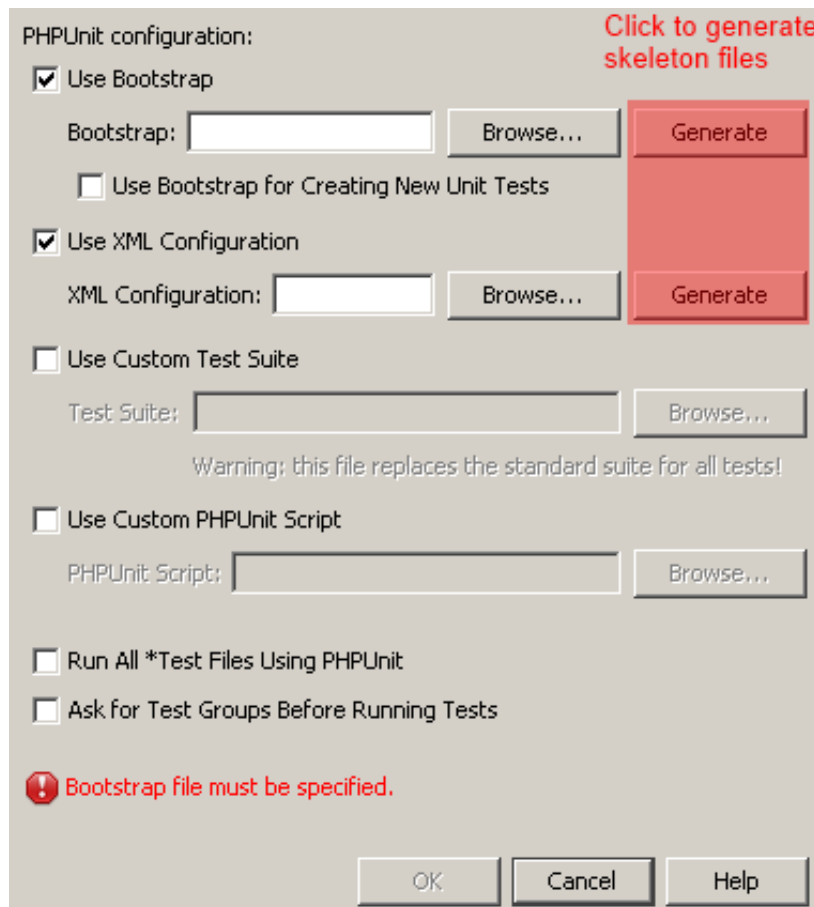 Click to generate
skeleton files
PHPUnit configuration:
Use Bootstrap
Bootstrap: Browse... Generate
Use Bootstrap for Creating New Unit Tests
Use XML Configuration
XML Configuration: Browse... Generate
Use Custom Test Suite
Test Suite: Browse...
Warning: this file replaces the standard suite for all tests!
Use Custom PHPUnit Script
PHPUnit Script: Browse...
Run All *Test Files Using PHPUnit
Ask for Test Groups Before Running Tests
Bootstrap file must be specified.
OK Cancel Help